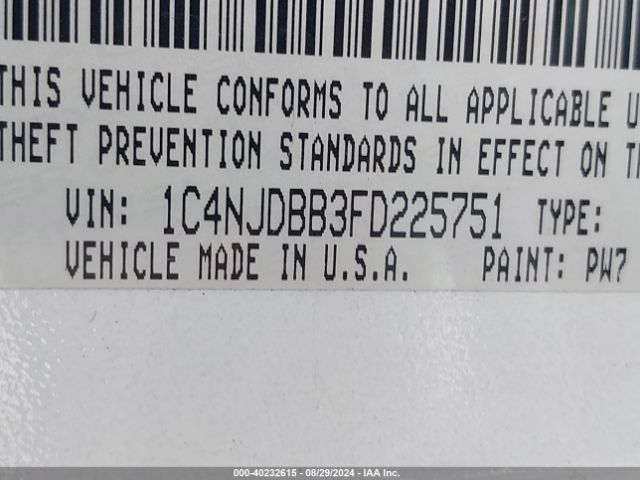 THIS VEHICLE CONFORMS TO ALL APPLICABLE
THEFT PREVENTION STANDARDS IN EFFECT ON
VIN: 1C4NJDBB3FD225751 TYPE:
VEHICLE MADE IN U.S.A. PAINT: PW7
000-40232615 - 08/29/2024 - IAA Inc.